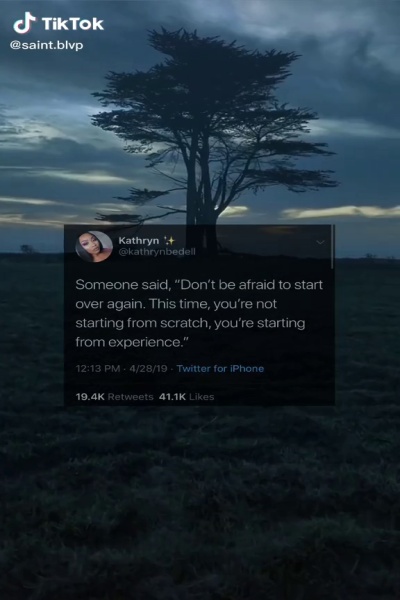 TikTok
@saint.blvp
Kathryn ✨
@kathrynbedell
Someone said, “Don’t be afraid to start
over again. This time, you’re not
starting from scratch, you’re starting
from experience.”
12:13 PM · 4/28/19 · Twitter for iPhone
19.4K Retweets 41.1K Likes